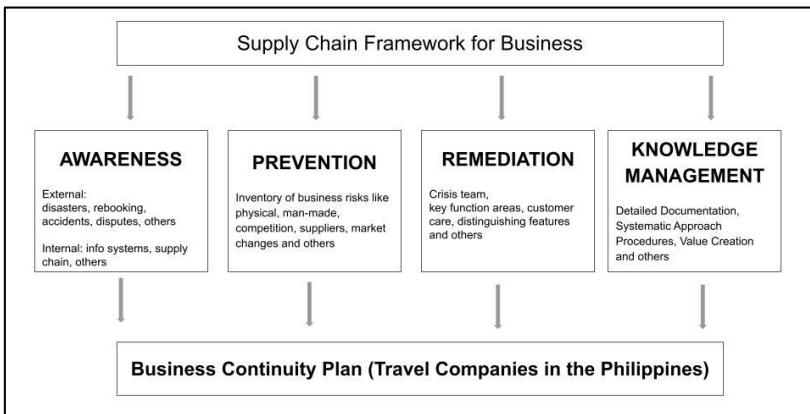 Supply Chain Framework for Business
AWARENESS
External:
disasters, rebooking,
accidents, disputes, others
Internal: info systems, supply
chain, others
PREVENTION
Inventory of business risks like
physical, man-made,
competition, suppliers, market
changes and others
REMEDIATION
Crisis team,
key function areas, customer
care, distinguishing features
and others
KNOWLEDGE
MANAGEMENT
Detailed Documentation,
Systematic Approach
Procedures, Value Creation
and others
Business Continuity Plan (Travel Companies in the Philippines)